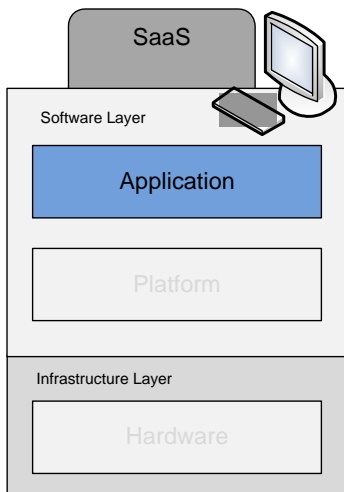 SaaS
Software Layer
Application
Platform
Infrastructure Layer
Hardware